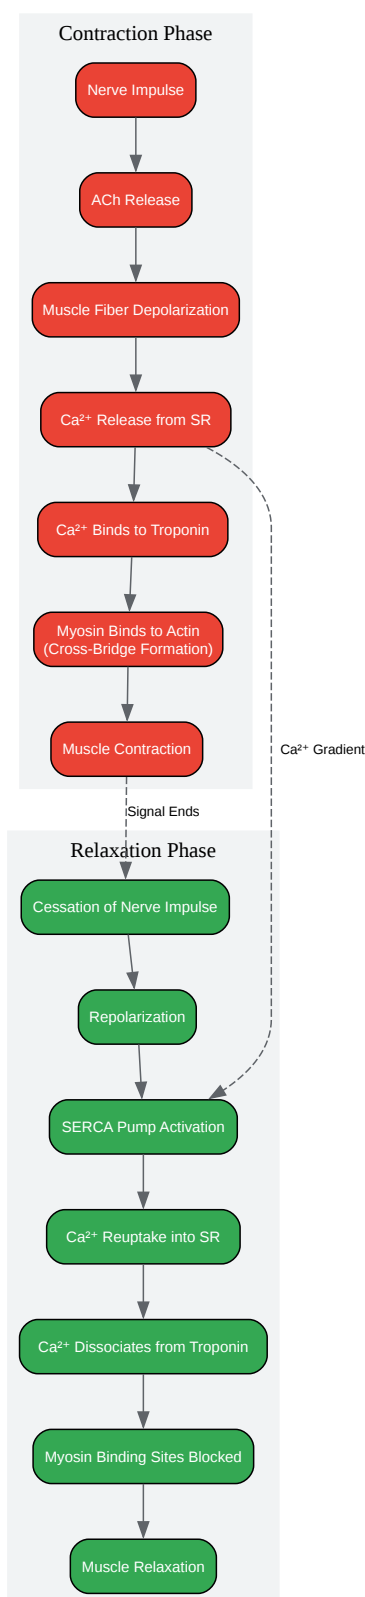 Contraction Phase
Nerve Impulse
ACh Release
Muscle Fiber Depolarization
Ca²⁺ Release from SR
Ca²⁺ Binds to Troponin
Myosin Binds to Actin
(Cross-Bridge Formation)
Muscle Contraction
Ca²⁺ Gradient
Signal Ends
Relaxation Phase
Cessation of Nerve Impulse
Repolarization
SERCA Pump Activation
Ca²⁺ Reuptake into SR
Ca²⁺ Dissociates from Troponin
Myosin Binding Sites Blocked
Muscle Relaxation